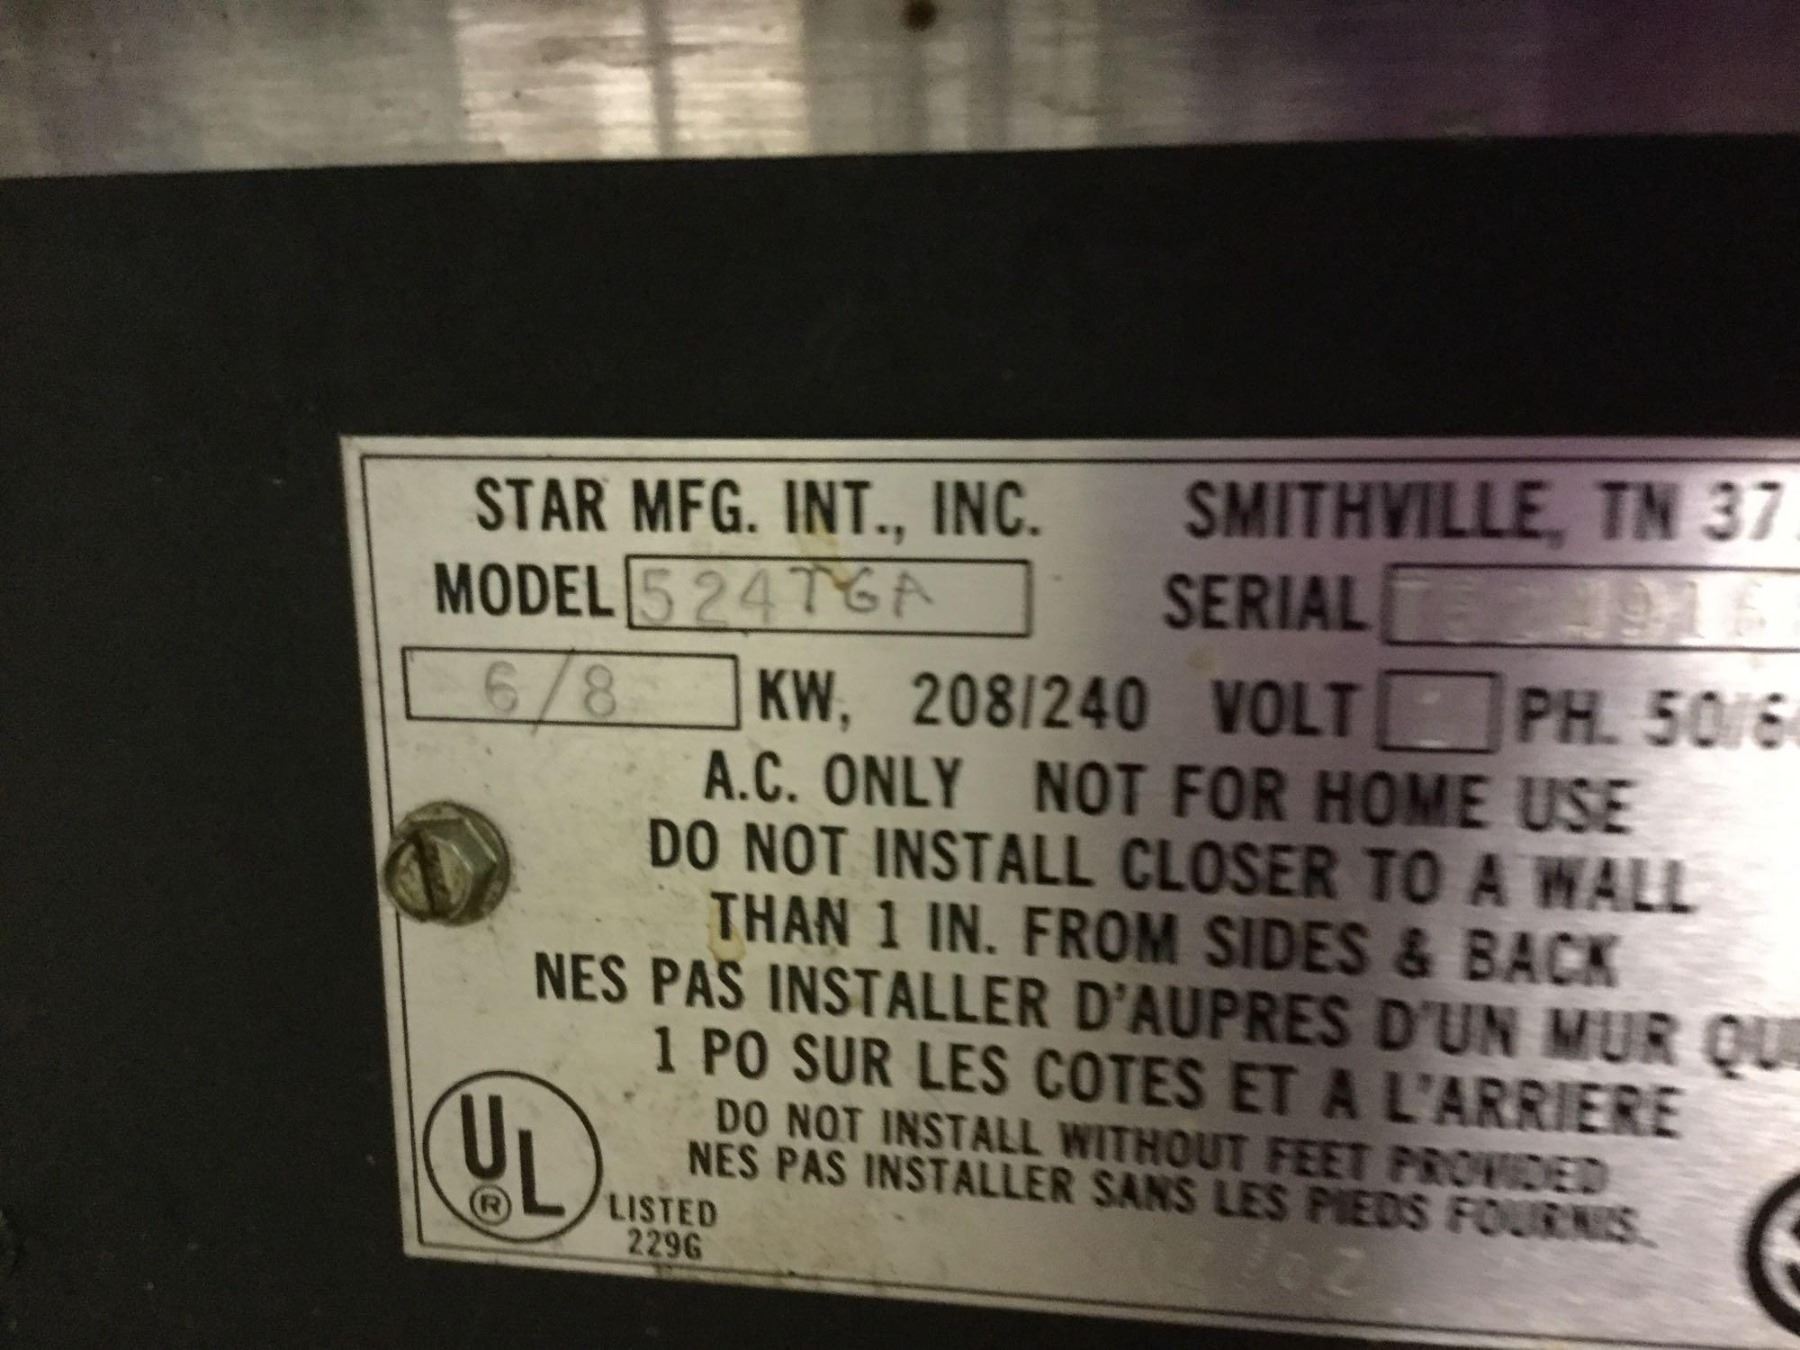 STAR MFG. INT., INC. SMITHVILLE, TN 37
MODEL 524TGA SERIAL
6/8 KW, 208/240 VOLT PH. 50/60
A.C. ONLY NOT FOR HOME USE
DO NOT INSTALL CLOSER TO A WALL
THAN 1 IN. FROM SIDES & BACK
NES PAS INSTALLER D'AUPRES D'UN MUR QU
1 PO SUR LES COTES ET A L'ARRIERE
DO NOT INSTALL WITHOUT FEET PROVIDED
NES PAS INSTALLER SANS LES PIEDS FOURNIS.
UL ®
LISTED
229G